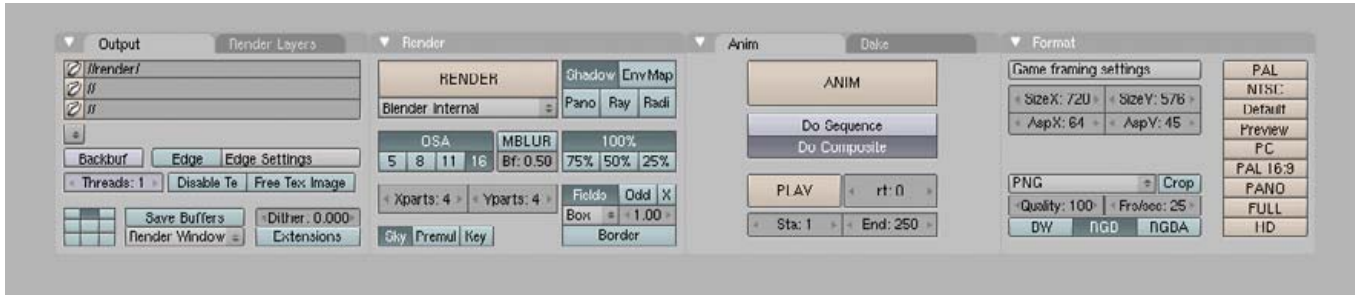 Output Render Layers
//render/
//
//
Backbuf Edge Edge Settings
Threads: 1 Disable Te Free Tex Image
Save Buffers Dither: 0.000
Render Window Extensions
Render
RENDER
Blender Internal
Shadow EnvMap
Pano Ray Radi
OSA MBLUR 100%
5 8 11 16 Bf: 0.50 75% 50% 25%
Xparts: 4 Yparts: 4
Fields Odd X
Box 1.00
Sky Premul Key Border
Anim Bake
ANIM
Do Sequence
Do Composite
PLAY rt: 0
Sta: 1 End: 250
Format
Game framing settings
SizeX: 720 SizeY: 576
AspX: 64 AspY: 45
PNG Crop
Quality: 100 Frs/sec: 25
BW RGB RGBA
PAL
NTSC
Default
Preview
PC
PAL 16:9
PANO
FULL
HD